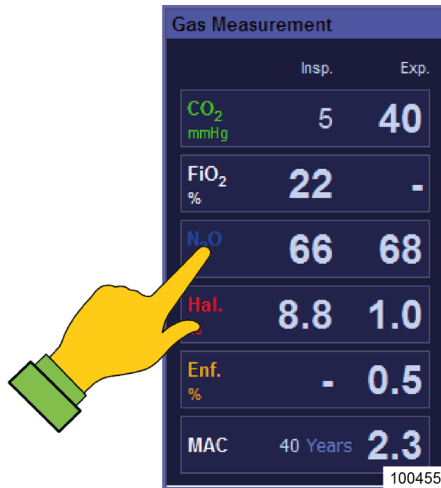 Gas Measurement
Insp. Exp.
CO₂ 5 40
mmHg
FiO₂ 22 -
%
N₂O 66 68
Hal. 8.8 1.0
Enf. - 0.5
%
MAC 40 Years 2.3
100455